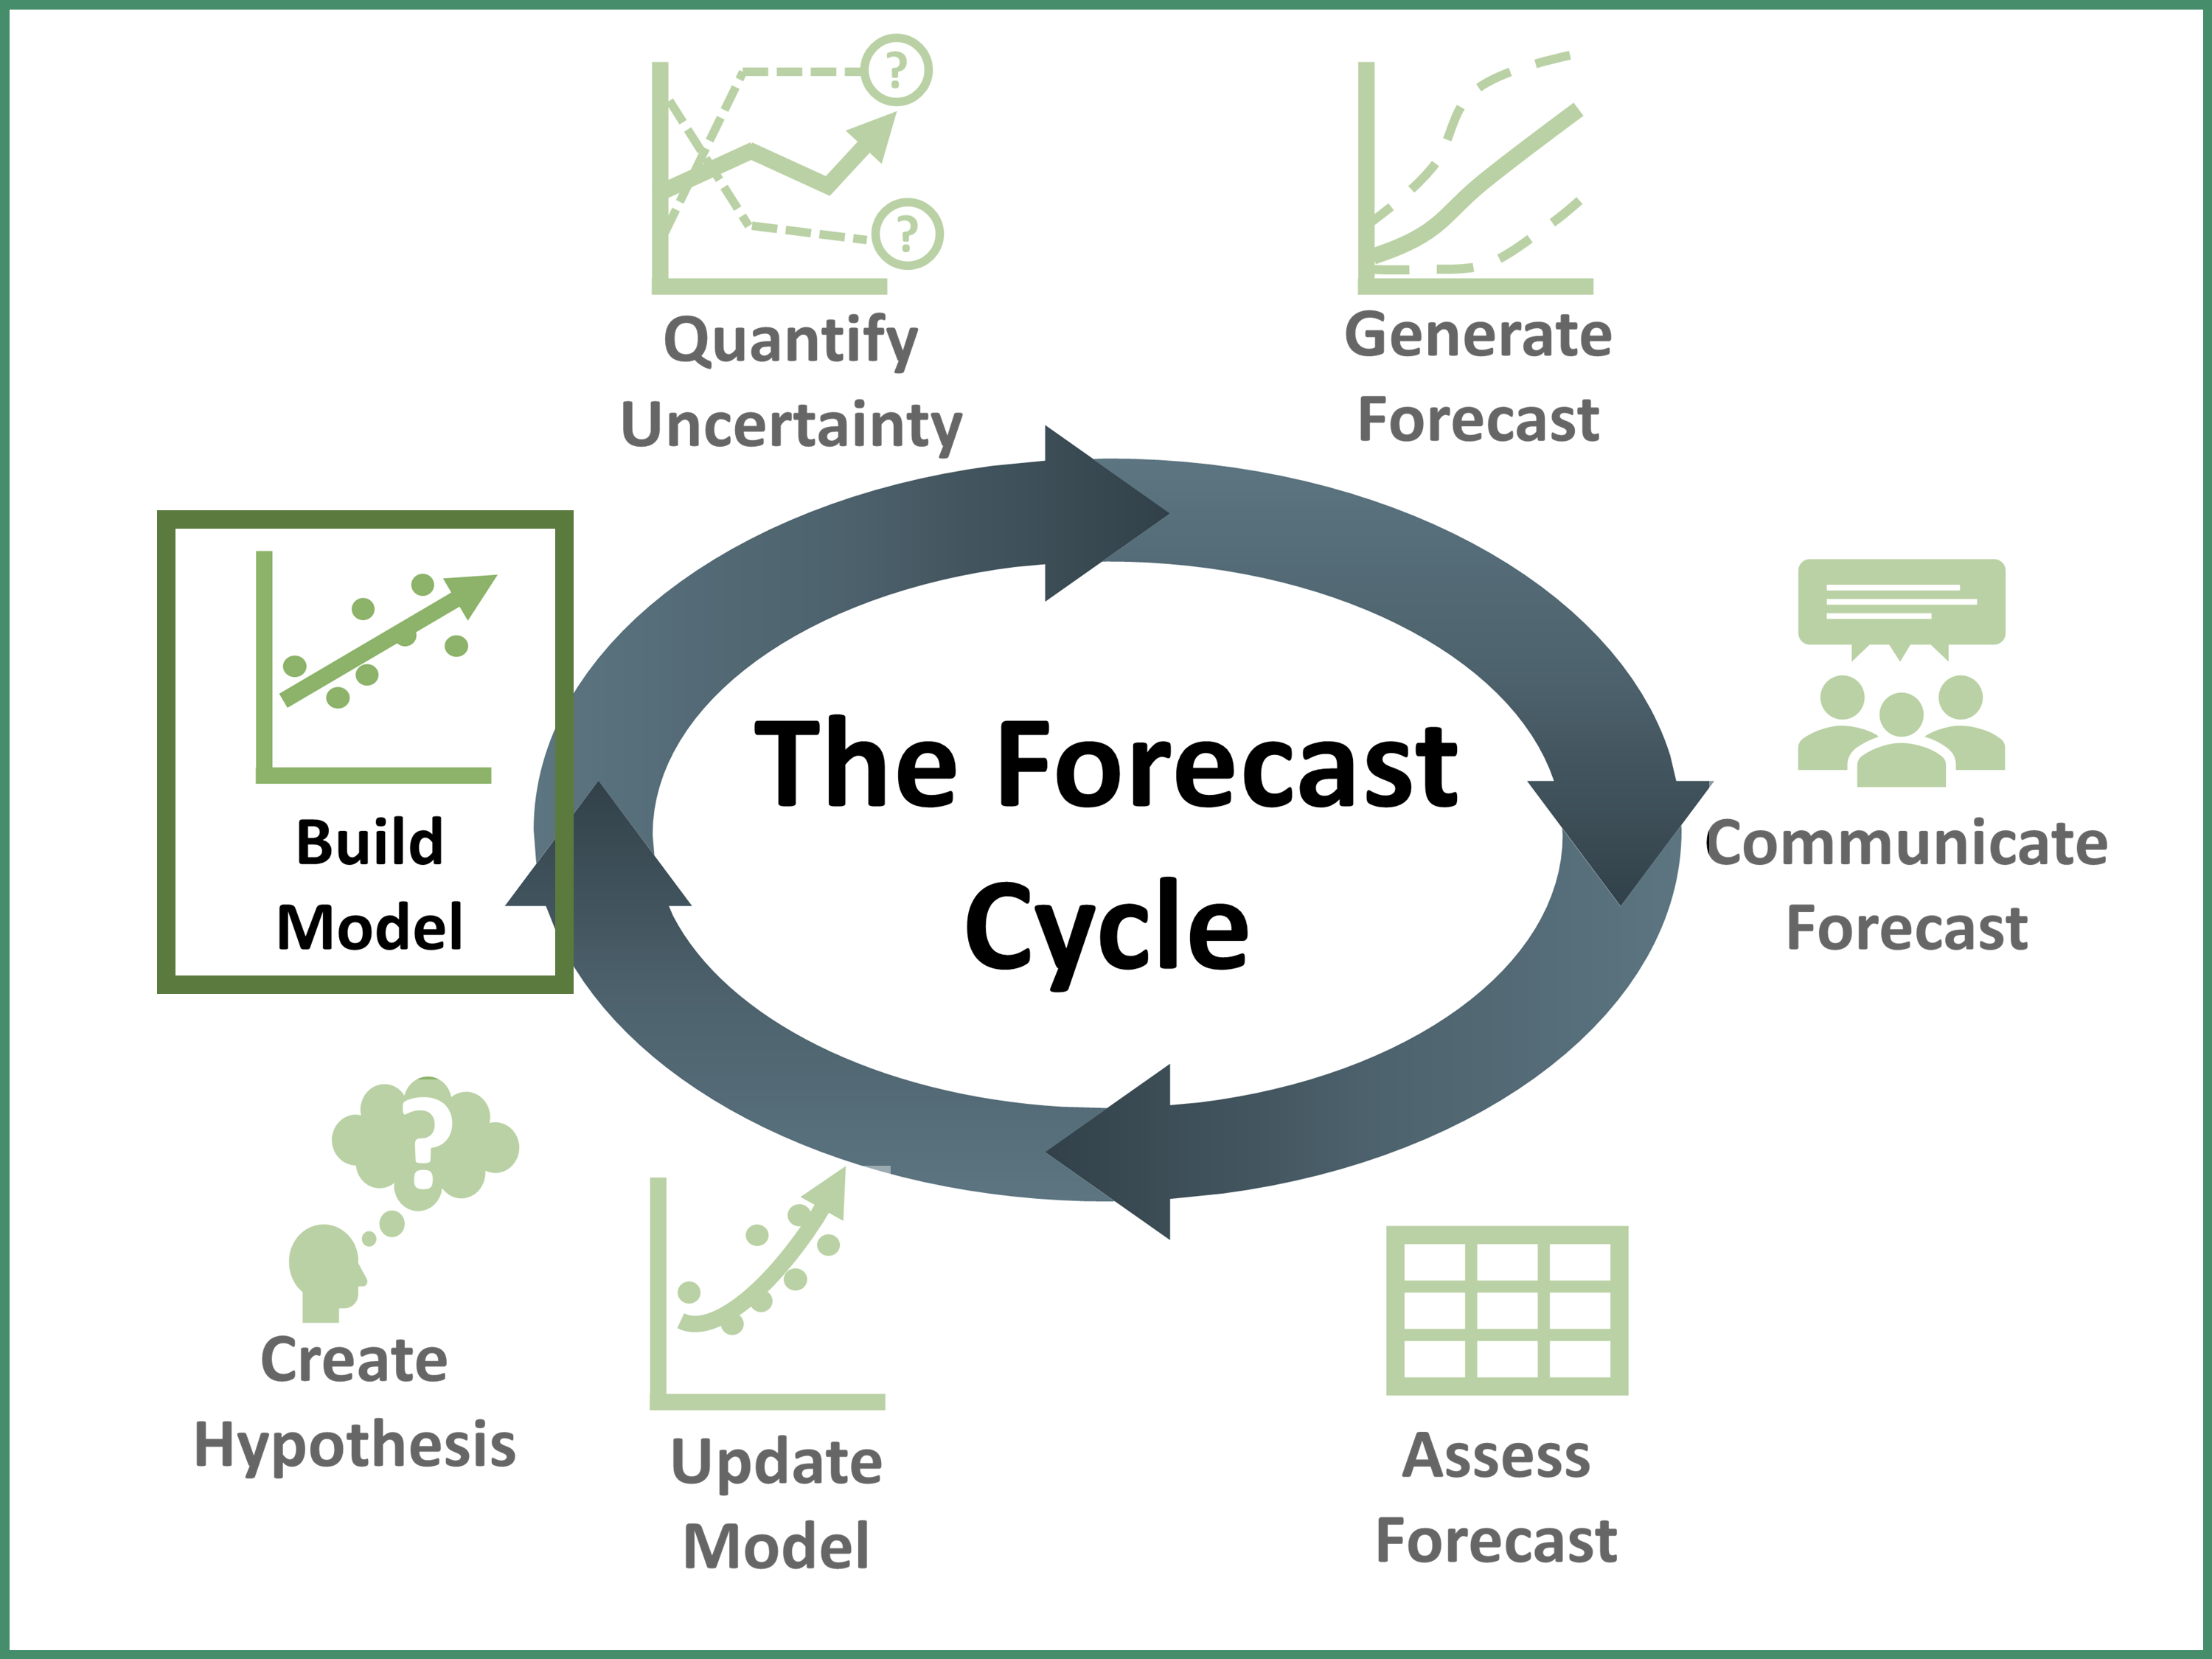 ?
?
Quantify
Uncertainty
Generate
Forecast
Build
Model
The Forecast
Cycle
Communicate
Forecast
?
Create
Hypothesis
Update
Model
Assess
Forecast